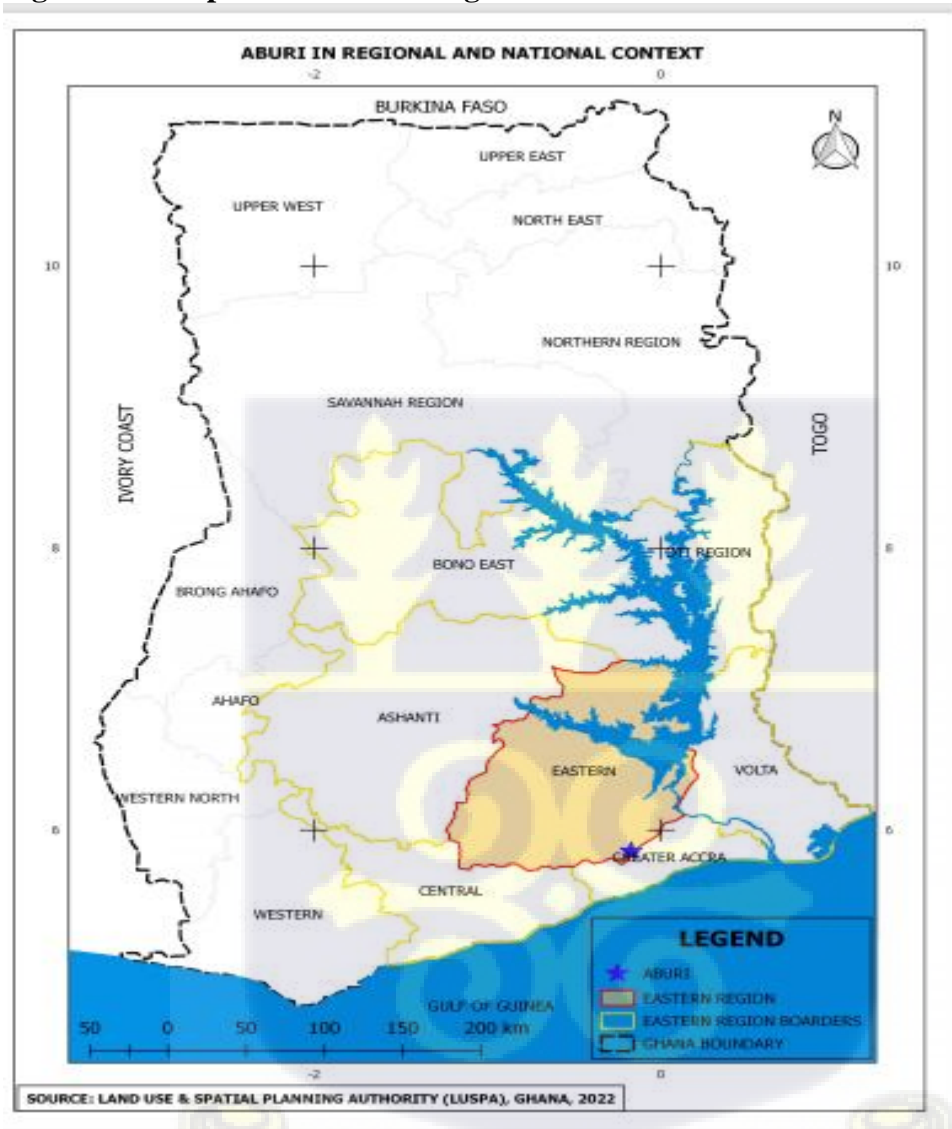 ABURI IN REGIONAL AND NATIONAL CONTEXT
-2 0
BURKINA FASO
N
UPPER EAST
UPPER WEST
NORTH EAST
10 10
NORTHERN REGION
SAVANNAH REGION
IVORY COAST
TOGO
8 8
OTI REGION
BONO EAST
BRONG AHAFO
AHAFO
ASHANTI
EASTERN
VOLTA
WESTERN NORTH
6 6
GREATER ACCRA
CENTRAL
WESTERN
LEGEND
ABURI
EASTERN REGION
EASTERN REGION BOARDERS
GHANA BOUNDARY
GULF OF GUINEA
50 0 50 100 150 200 km
-2 0
SOURCE: LAND USE & SPATIAL PLANNING AUTHORITY (LUSPA), GHANA, 2022